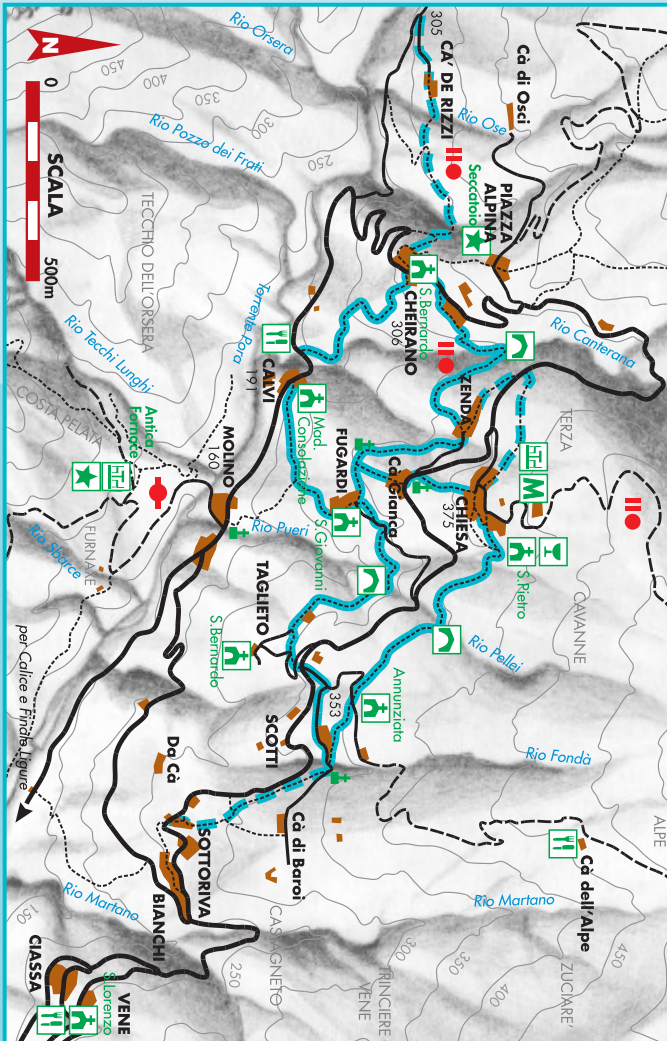 N
0
SCALA
500m
Rio Orsera
450
400
350
300
250
Rio Pozzo dei Frati
TECCHIO DELL'ORSERA
Rio Tecchi Lunghi
COSTA PELATA
Torrente Pora
305
CA' DE RIZZI
Cà di Osci
Rio Ose
Seccatoio
PIAZZA
ALPINA
S.Bernardo
CHEIRANO
306
Rio Canterana
ZENDA
TERZA
CALVI
191
Mad.
Consolazione
FUGARDI
S.Giovanni
Cà Gianca
CHIESA
375
S.Pietro
CAVANNE
MOLINO
160
Antica
Fornace
FURNAXE
Rio Sbarce
Rio Pueri
TAGLIETO
S.Bernardo
Rio Pellei
Annunziata
353
SCOTTI
Rio Fondà
per Calice e Finale Ligure
Da Cà
SOTTORIVA
Cà di Baroi
ALPE
Cà dell'Alpe
Rio Martano
Rio Martano
BIANCHI
150
250
CASTAGNETO
300
RINCIERE
VENE
350
400
450
ZUCIARE'
CIASSA
VENE
S.Lorenzo